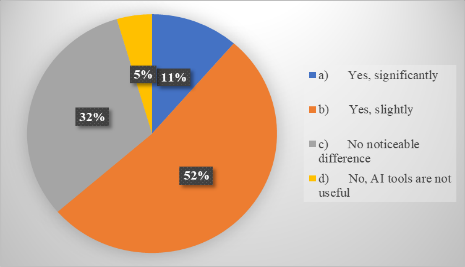 5%
11%
32%
52%
a) Yes, significantly
b) Yes, slightly
c) No noticeable
difference
d) No, AI tools are not
useful